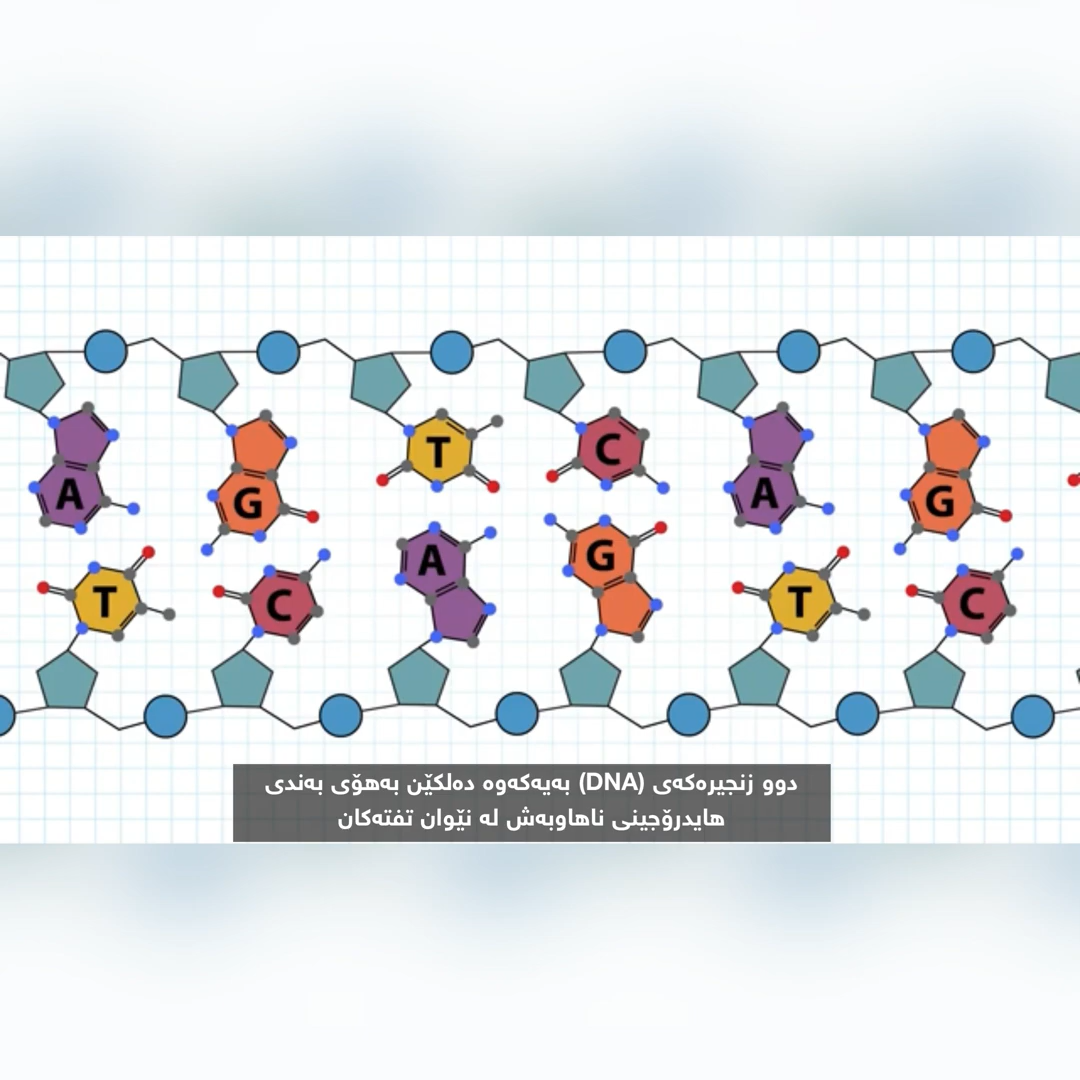 A G T C A G
T C A G T C
دوو زنجیرەکەی (DNA) بەیەکەوە دەلکێن بەهۆی بەندی
هایدرۆجینی ناهاوبەش لە نێوان تفتەکان